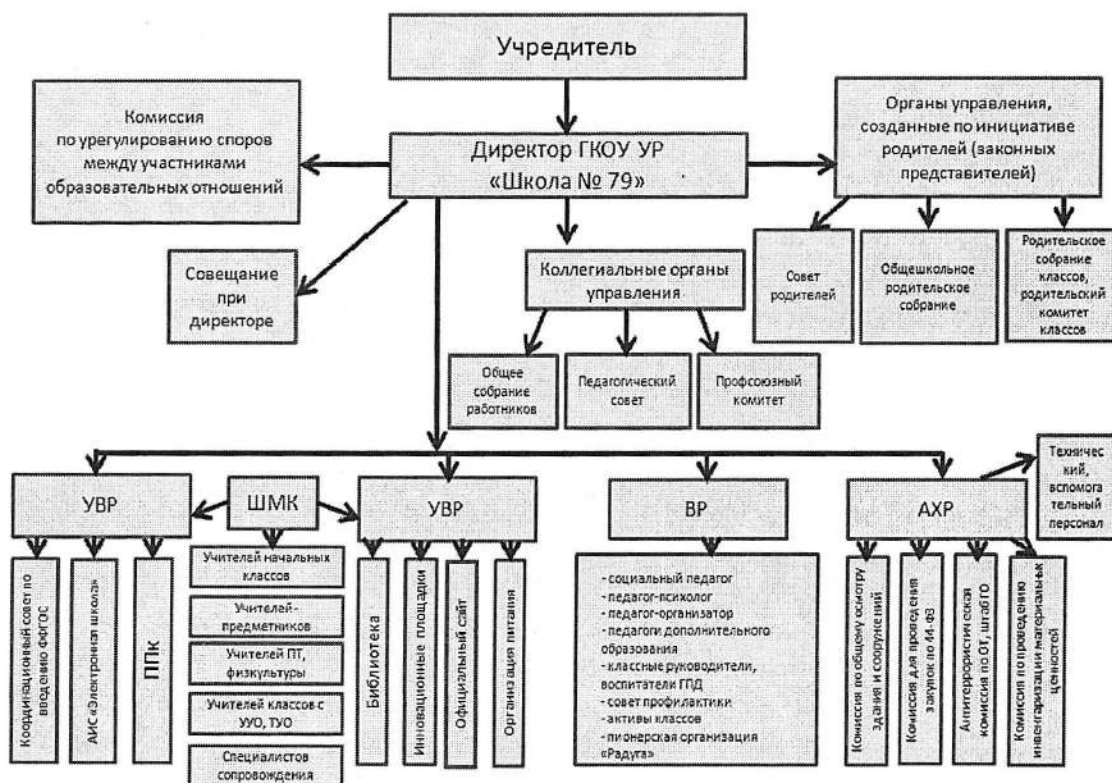 Учредитель
Комиссия
по урегулированию споров
между участниками
образовательных отношений
Директор ГКОУ УР
«Школа № 79»
Органы управления,
созданные по инициативе
родителей (законных
представителей)
Совещание
при
директоре
Коллегиальные органы
управления
Совет
родителей
Общешкольное
родительское
собрание
Родительское
собрание
классов,
родительский
комитет
классов
Общее
собрание
работников
Педагогический
совет
Профсоюзный
комитет
УВР
ШМК
УВР
ВР
АХР
Техничес
кий,
вспомога
тельный
персонал
Координационный совет по
введению ФФГОС
АИС «Электронная школа»
ППк
Учителей начальных
классов
Учителей-
предметников
Учителей ПТ,
физкультуры
Учителей классов с
УУО, ТУО
Специалистов
сопровождения
Библиотека
Инновационные площадки
Официальный сайт
Организация питания
- социальный педагог
- педагог-психолог
- педагог-организатор
- педагоги дополнительного
образования
- классные руководители,
воспитатели ГПД
- совет профилактики
- активы классов
- пионерская организация
«Радуга»
Комиссия по общему осмотру
здания и сооружений
Комиссия для проведения
закупок по 44-ФЗ
Антитеррористическая
комиссия по ОТ, штаб ГО
Комиссия по проведению
инвенгаризации материальнх
ценностей